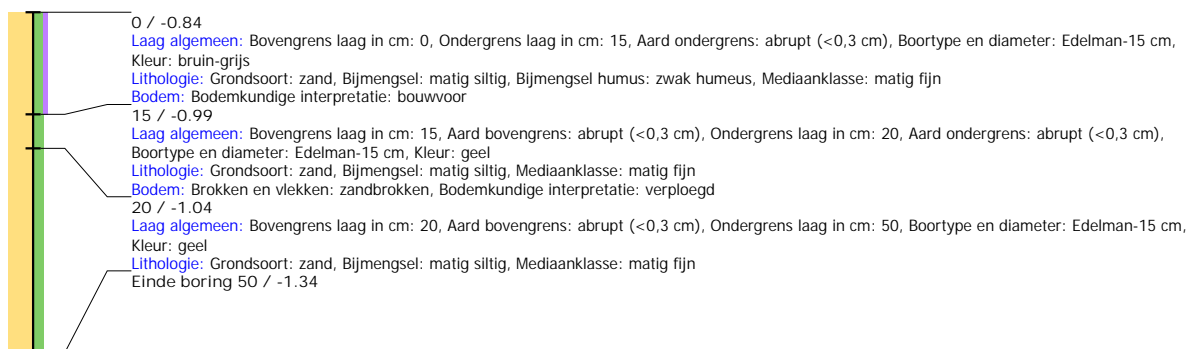 0 / -0.84
Laag algemeen: Bovengrens laag in cm: 0, Ondergrens laag in cm: 15, Aard ondergrens: abrupt (<0,3 cm), Boortype en diameter: Edelman-15 cm,
Kleur: bruin-grijs
Lithologie: Grondsoort: zand, Bijmengsel: matig siltig, Bijmengsel humus: zwak humeus, Mediaanklasse: matig fijn
Bodem: Bodemkundige interpretatie: bouwvoor
15 / -0.99
Laag algemeen: Bovengrens laag in cm: 15, Aard bovengrens: abrupt (<0,3 cm), Ondergrens laag in cm: 20, Aard ondergrens: abrupt (<0,3 cm),
Boortype en diameter: Edelman-15 cm, Kleur: geel
Lithologie: Grondsoort: zand, Bijmengsel: matig siltig, Mediaanklasse: matig fijn
Bodem: Brokken en vlekken: zandbrokken, Bodemkundige interpretatie: verploegd
20 / -1.04
Laag algemeen: Bovengrens laag in cm: 20, Aard bovengrens: abrupt (<0,3 cm), Ondergrens laag in cm: 50, Boortype en diameter: Edelman-15 cm,
Kleur: geel
Lithologie: Grondsoort: zand, Bijmengsel: matig siltig, Mediaanklasse: matig fijn
Einde boring 50 / -1.34